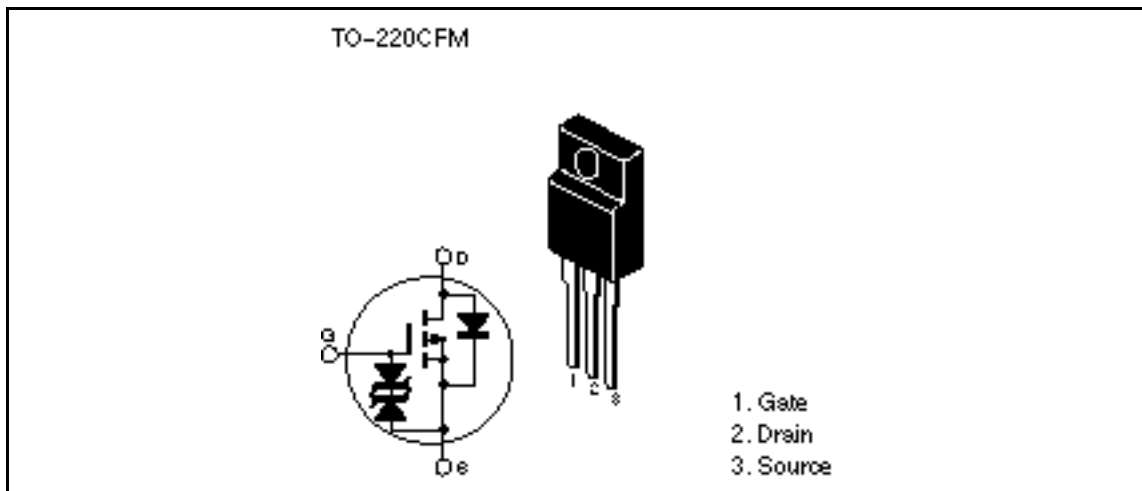 TO-220CFM
D
G
1
2
3
S
1. Gate
2. Drain
3. Source